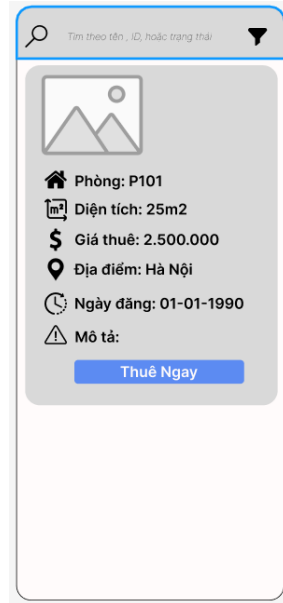 Tìm theo tên , ID, hoặc trạng thái
Phòng: P101
m² Diện tích: 25m2
$ Giá thuê: 2.500.000
Địa điểm: Hà Nội
Ngày đăng: 01-01-1990
Mô tả:
Thuê Ngay